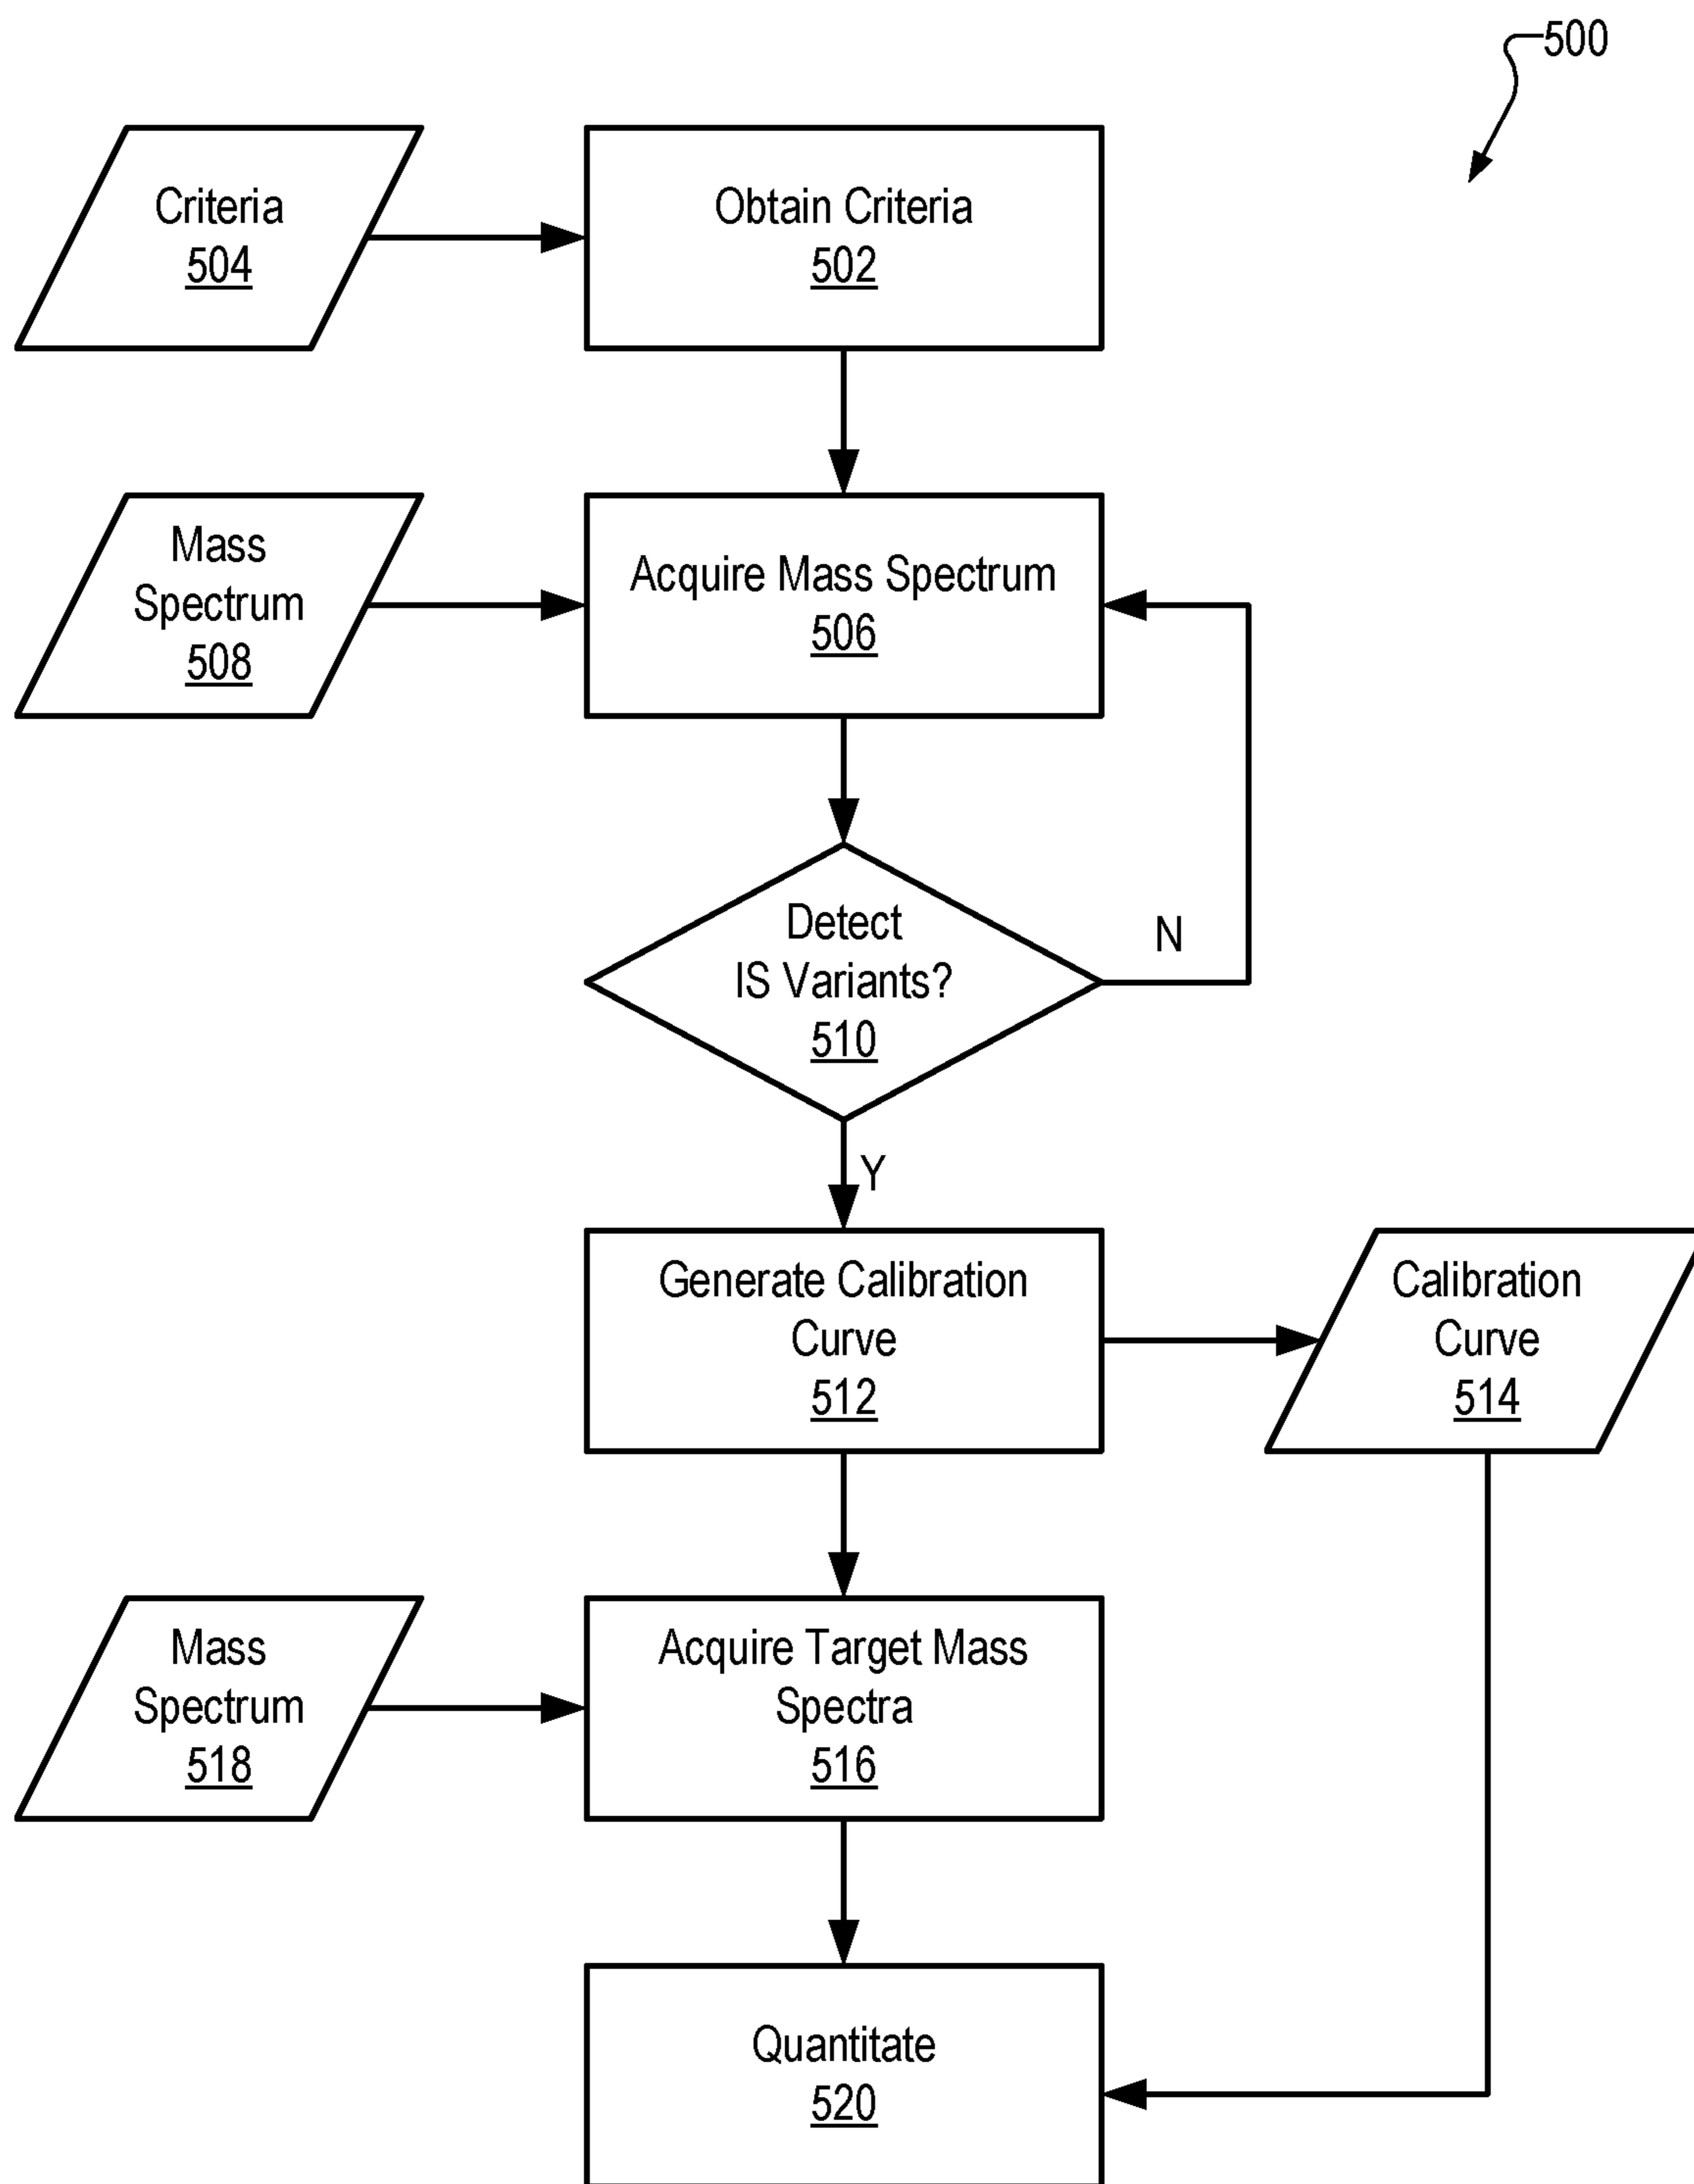 500
Criteria
504
Obtain Criteria
502
Mass
Spectrum
508
Acquire Mass Spectrum
506
Detect
IS Variants?
510
N
Y
Generate Calibration
Curve
512
Calibration
Curve
514
Mass
Spectrum
518
Acquire Target Mass
Spectra
516
Quantitate
520